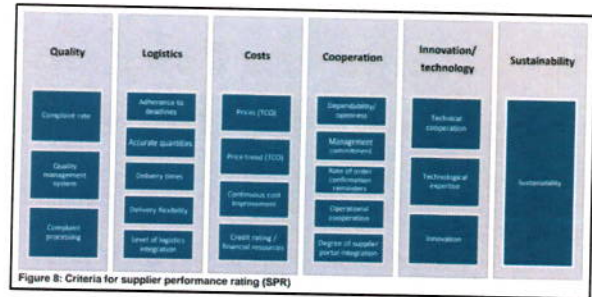 Quality
Complaint rate
Quality
management
system
Complaint
processing
Logistics
Adherence to
deadlines
Accurate quantities
Delivery times
Delivery flexibility
Level of logistics
integration
Costs
Prices (TCO)
Price trend (TCO)
Continuous cost
improvement
Credit rating /
financial resources
Cooperation
Dependability/
openness
Management
commitment
Rate of order
confirmation
reminders
Operational
cooperation
Degree of supplier
portal integration
Innovation/
technology
Technical
cooperation
Technological
expertise
Innovation
Sustainability
Sustainability
Figure 8: Criteria for supplier performance rating (SPR)